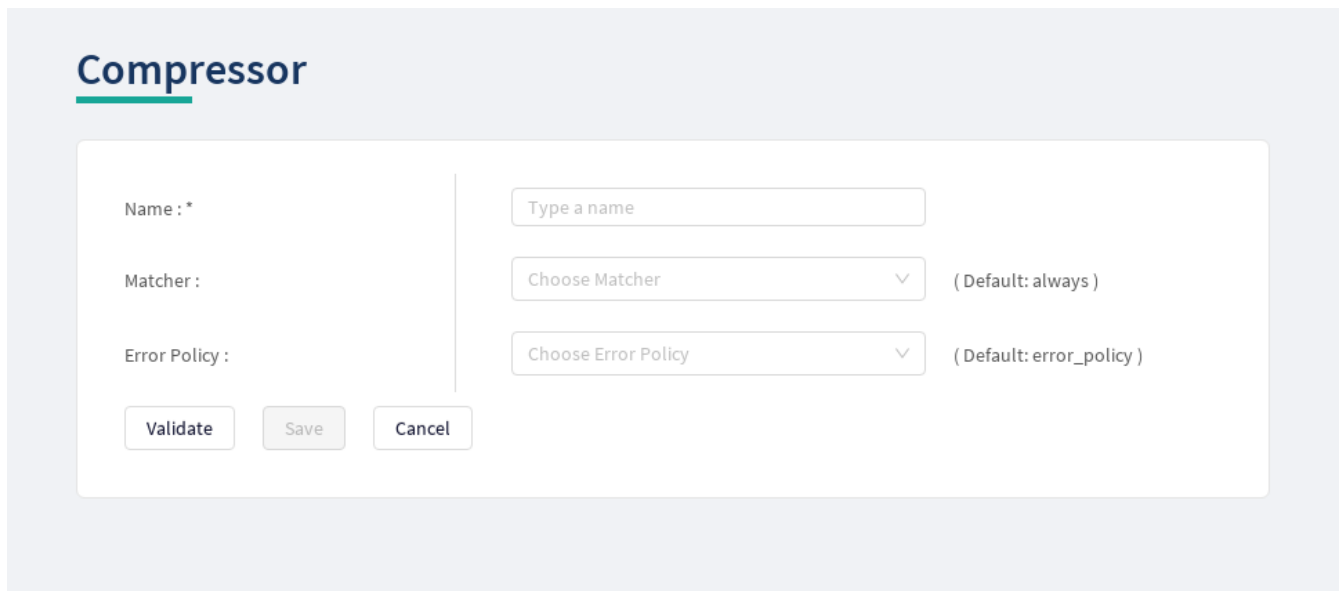 Compressor
Name : * Type a name
Matcher : Choose Matcher ( Default: always )
Error Policy : Choose Error Policy ( Default: error_policy )
Validate Save Cancel